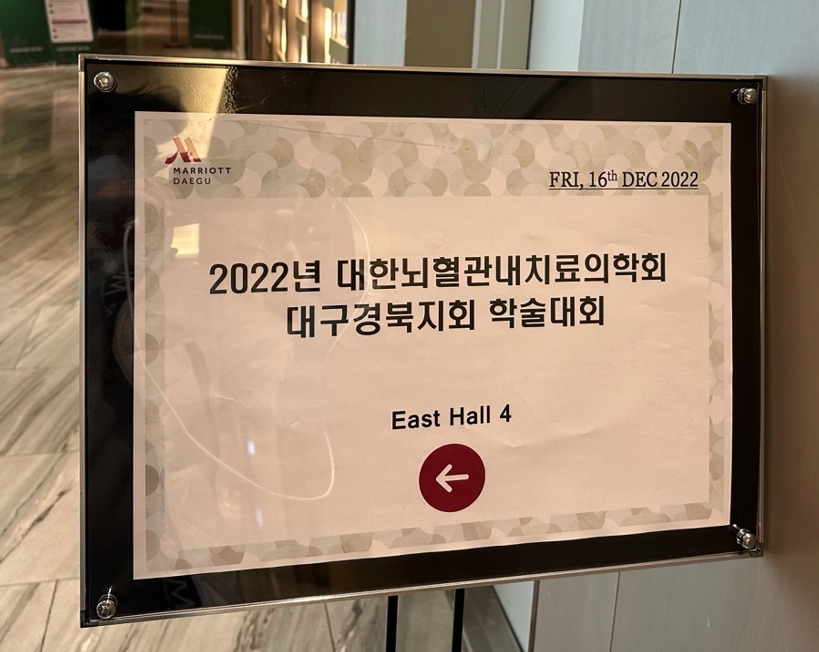 MARRIOTT
DAEGU
FRI, 16th DEC 2022
2022년 대한뇌혈관내치료의학회
대구경북지회 학술대회
East Hall 4